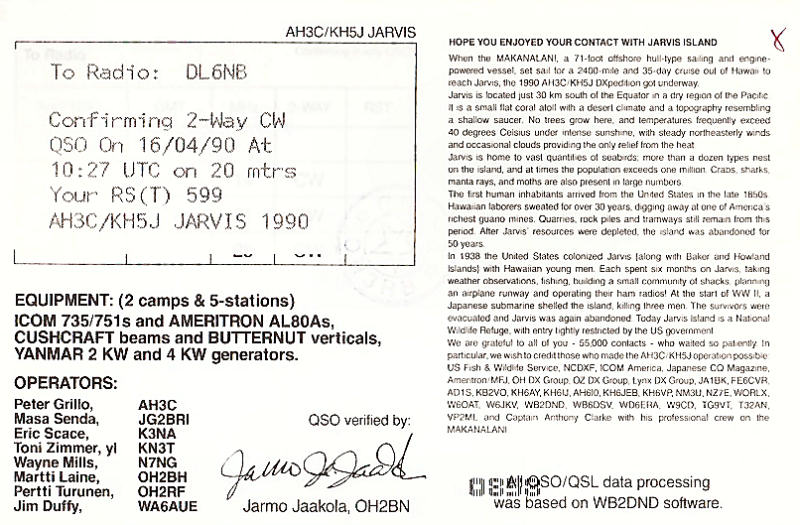 AH3C/KH5J JARVIS
To Radio: DL6NB
Confirming 2-Way CW
QSO On 16/04/90 At
10:27 UTC on 20 mtrs
Your RS(T) 599
AH3C/KH5J JARVIS 1990
EQUIPMENT: (2 camps & 5-stations)
ICOM 735/751s and AMERITRON AL80As,
CUSHCRAFT beams and BUTTERNUT verticals,
YANMAR 2 KW and 4 KW generators.
OPERATORS:
Peter Grillo, AH3C
Masa Senda, JG2BRI
Eric Scace, K3NA
Toni Zimmer, yl KN3T
Wayne Mills, N7NG
Martti Laine, OH2BH
Pertti Turunen, OH2RF
Jim Duffy, WA6AUE
QSO verified by:
Jarmo J. Jaakola
Jarmo Jaakola, OH2BN
8
HOPE YOU ENJOYED YOUR CONTACT WITH JARVIS ISLAND
When the MAKANALANI, a 71-foot offshore hull-type sailing and engine-
powered vessel, set sail for a 2400-mile and 35-day cruise out of Hawaii to
reach Jarvis, the 1990 AH3C/KH5J DXpedition got underway.
Jarvis is located just 30 km south of the Equator in a dry region of the Pacific.
It is a small flat coral atoll with a desert climate and a topography resembling
a shallow saucer. No trees grow here, and temperatures frequently exceed
40 degrees Celsius under intense sunshine, with steady northeasterly winds
and occasional clouds providing the only relief from the heat.
Jarvis is home to vast quantities of seabirds; more than a dozen types nest
on the island, and at times the population exceeds one million. Crabs, sharks,
manta rays, and moths are also present in large numbers.
The first human inhabitants arrived from the United States in the late 1850s.
Hawaiian laborers sweated for over 30 years, digging away at one of America's
richest guano mines. Quarries, rock piles and tramways still remain from this
period. After Jarvis' resources were depleted, the island was abandoned for
50 years.
In 1938 the United States colonized Jarvis (along with Baker and Howland
Islands) with Hawaiian young men. Each spent six months on Jarvis, taking
weather observations, fishing, building a small community of shacks, planning
an airplane runway and operating their ham radios! At the start of WW II, a
Japanese submarine shelled the island, killing three men. The survivors were
evacuated and Jarvis was again abandoned. Today Jarvis Island is a National
Wildlife Refuge, with entry tightly restricted by the US government.
We are grateful to all of you - 55,000 contacts - who waited so patiently. In
particular, we wish to credit those who made the AH3C/KH5J operation possible:
US Fish & Wildlife Service, NCDXF, ICOM America, Japanese CQ Magazine,
Ameritron/MFJ, OH DX Group, OZ DX Group, Lynx DX Group, JA1BK, FE6CVR,
AD1S, KB2VO, KH6AY, KH6IJ, AH6IO, KH6JEB, KH6VP, NM3U, NZ7E, WORLX,
W6OAT, W6JKV, WB2DND, WB6DSV, WD6ERA, W9CD, TG9VT, T32AN,
VP2ML and Captain Anthony Clarke with his professional crew on the
MAKANALANI
All QSO/QSL data processing
was based on WB2DND software.